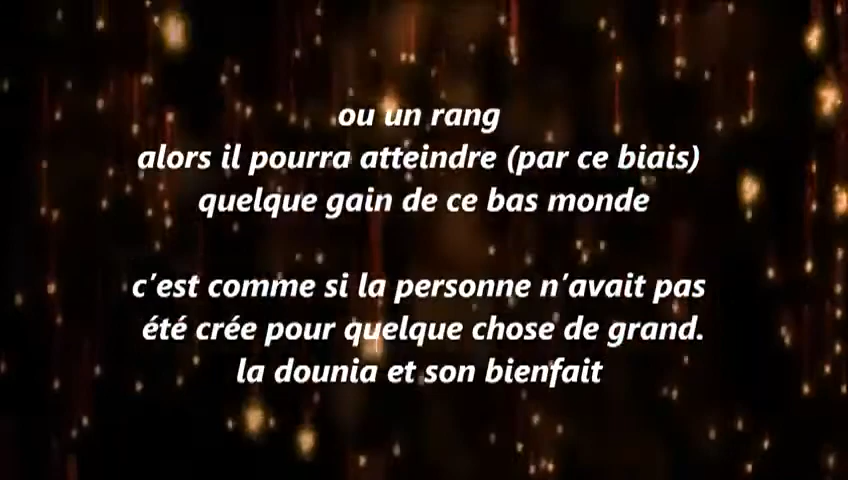 ou un rang
alors il pourra atteindre (par ce biais)
quelque gain de ce bas monde
c'est comme si la personne n'avait pas
été crée pour quelque chose de grand.
la dounia et son bienfait